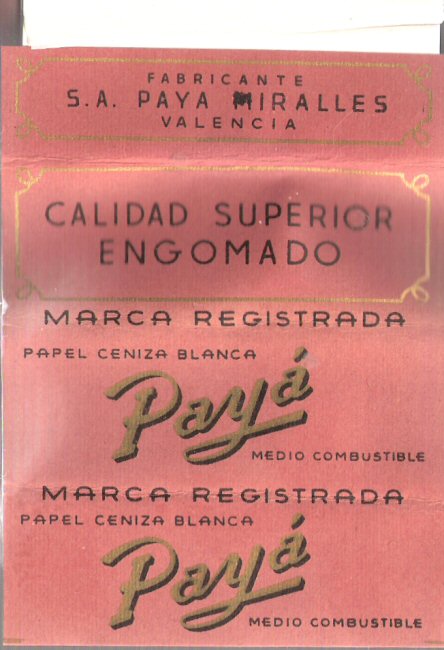 FABRICANTE
S.A. PAYA MIRALLES
VALENCIA
CALIDAD SUPERIOR
ENGOMADO
MARCA REGISTRADA
PAPEL CENIZA BLANCA
Payá
MEDIO COMBUSTIBLE
MARCA REGISTRADA
PAPEL CENIZA BLANCA
Payá
MEDIO COMBUSTIBLE